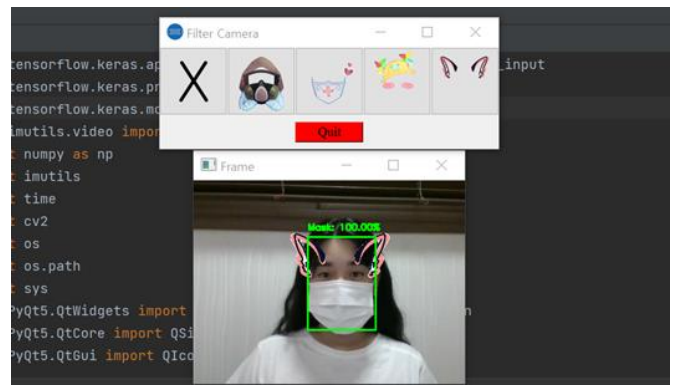 Filter Camera
Quit
tensorflow.keras.ap
_input
tensorflow.keras.pr
tensorflow.keras.mo
imutils.video impor
t numpy as np
t imutils
t time
t cv2
t os
t os.path
t sys
PyQt5.QtWidgets import
n
PyQt5.QtCore import QSi
PyQt5.QtGui import QIco
Frame
Mask: 100.00%